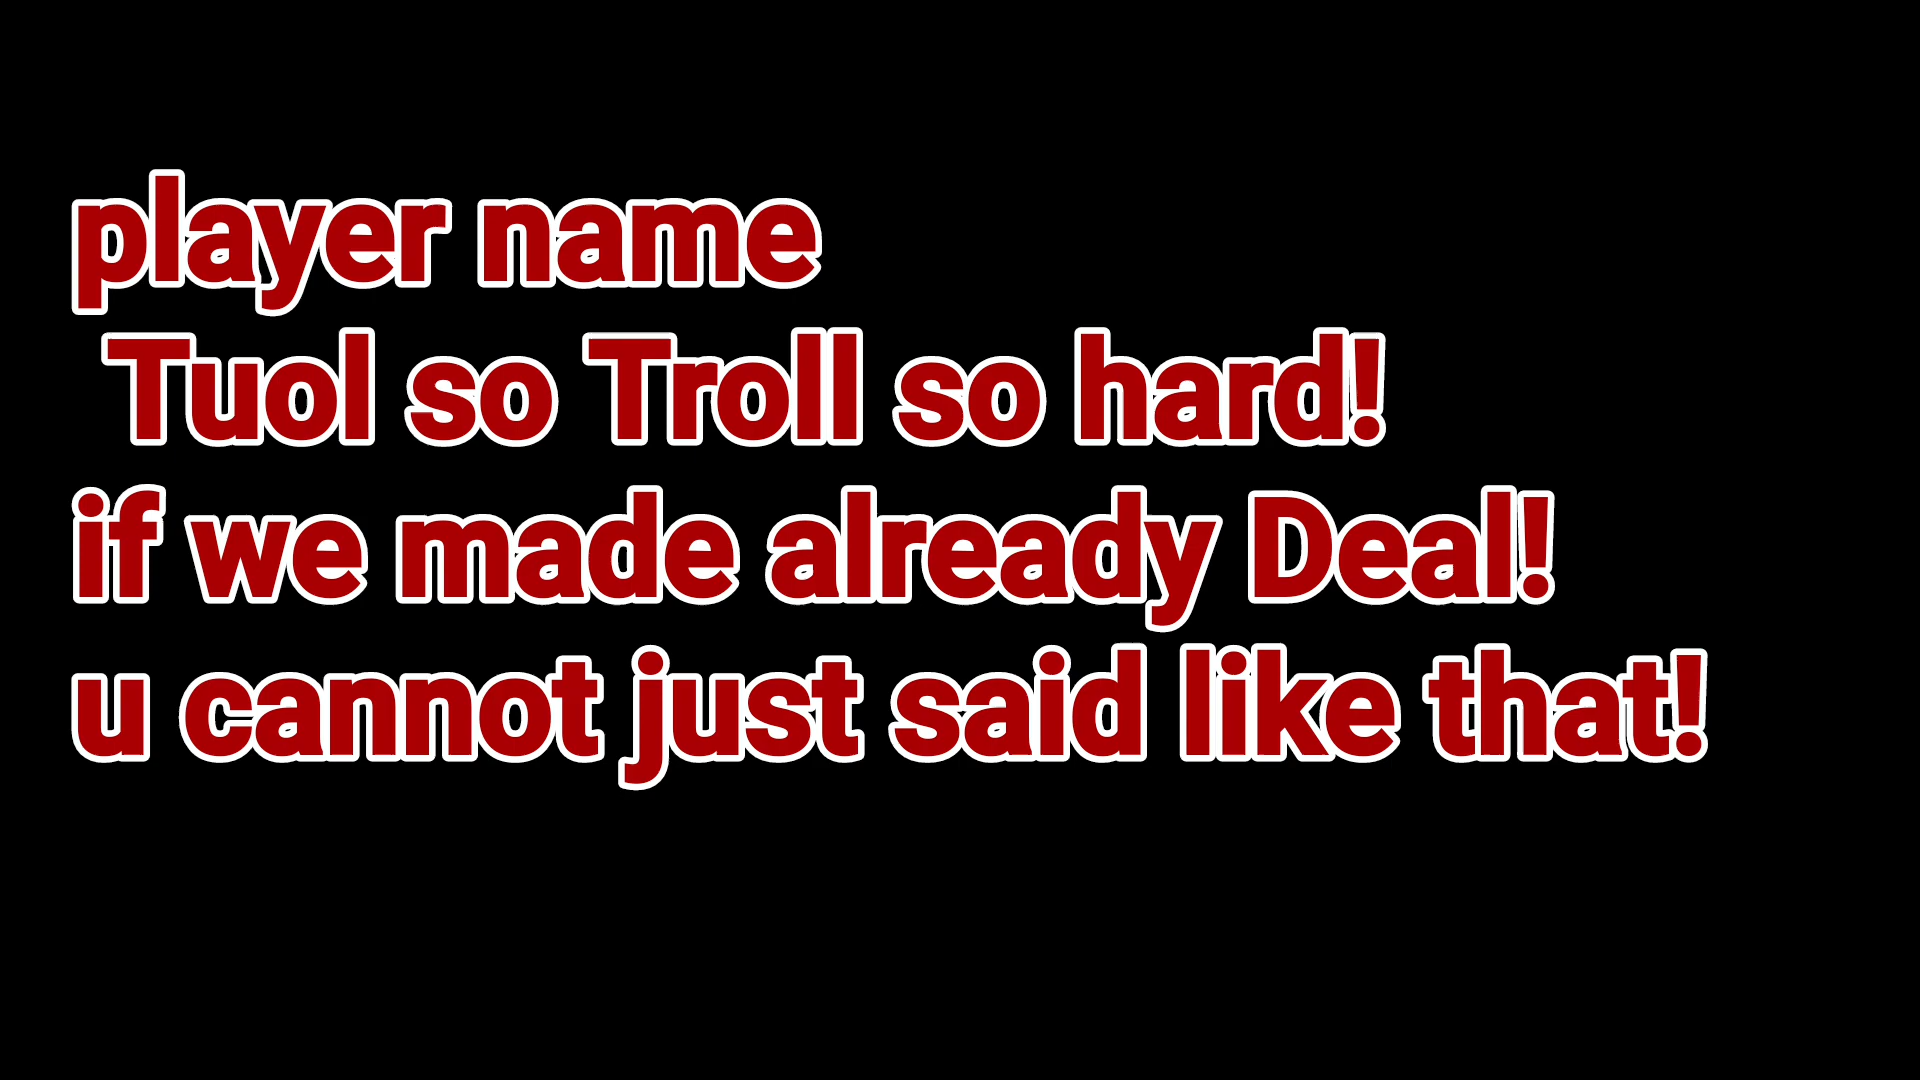 player name
Tuol so Troll so hard!
if we made already Deal!
u cannot just said like that!